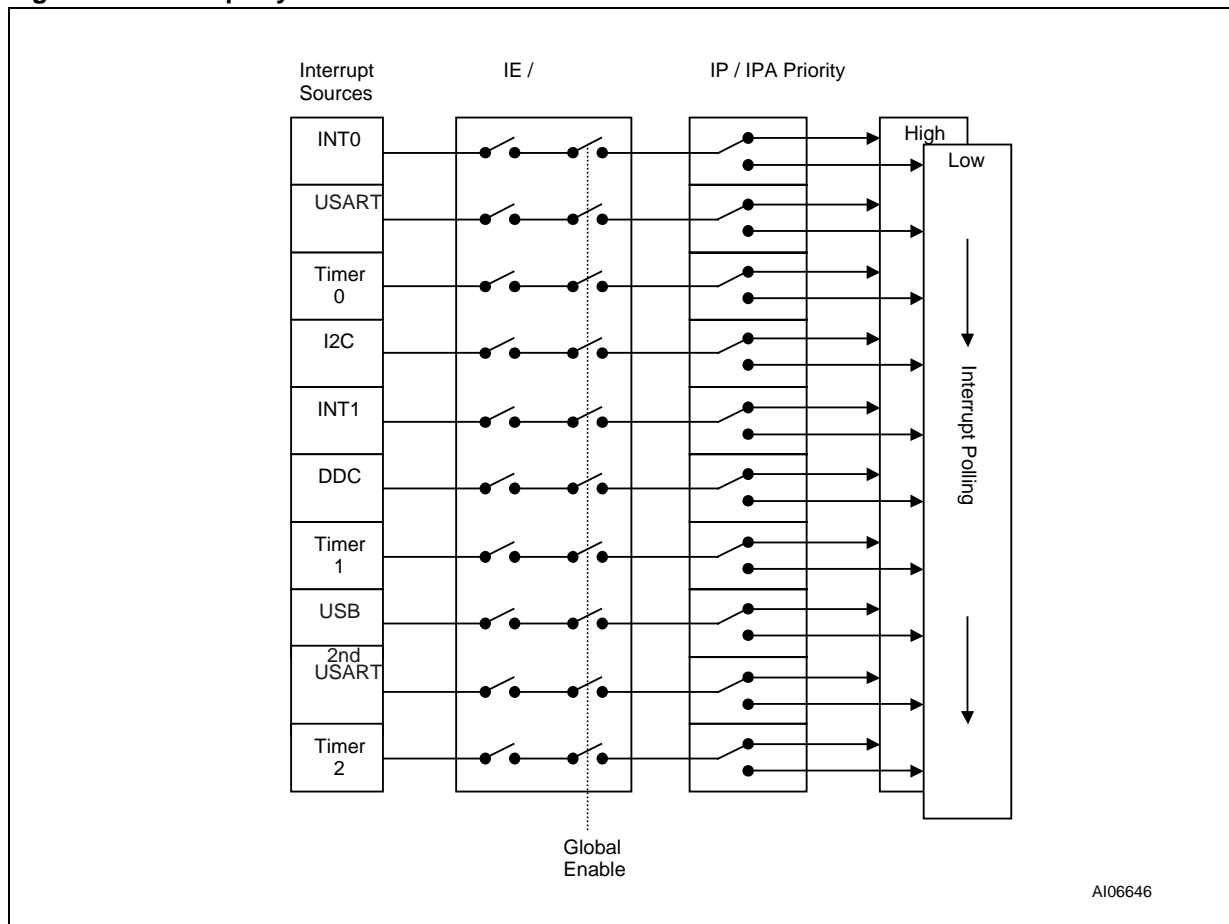 Interrupt
Sources
IE /
IP / IPA Priority
INT0
USART
Timer
0
I2C
INT1
DDC
Timer
1
USB
2nd
USART
Timer
2
High
Low
Interrupt Polling
Global
Enable
AI06646